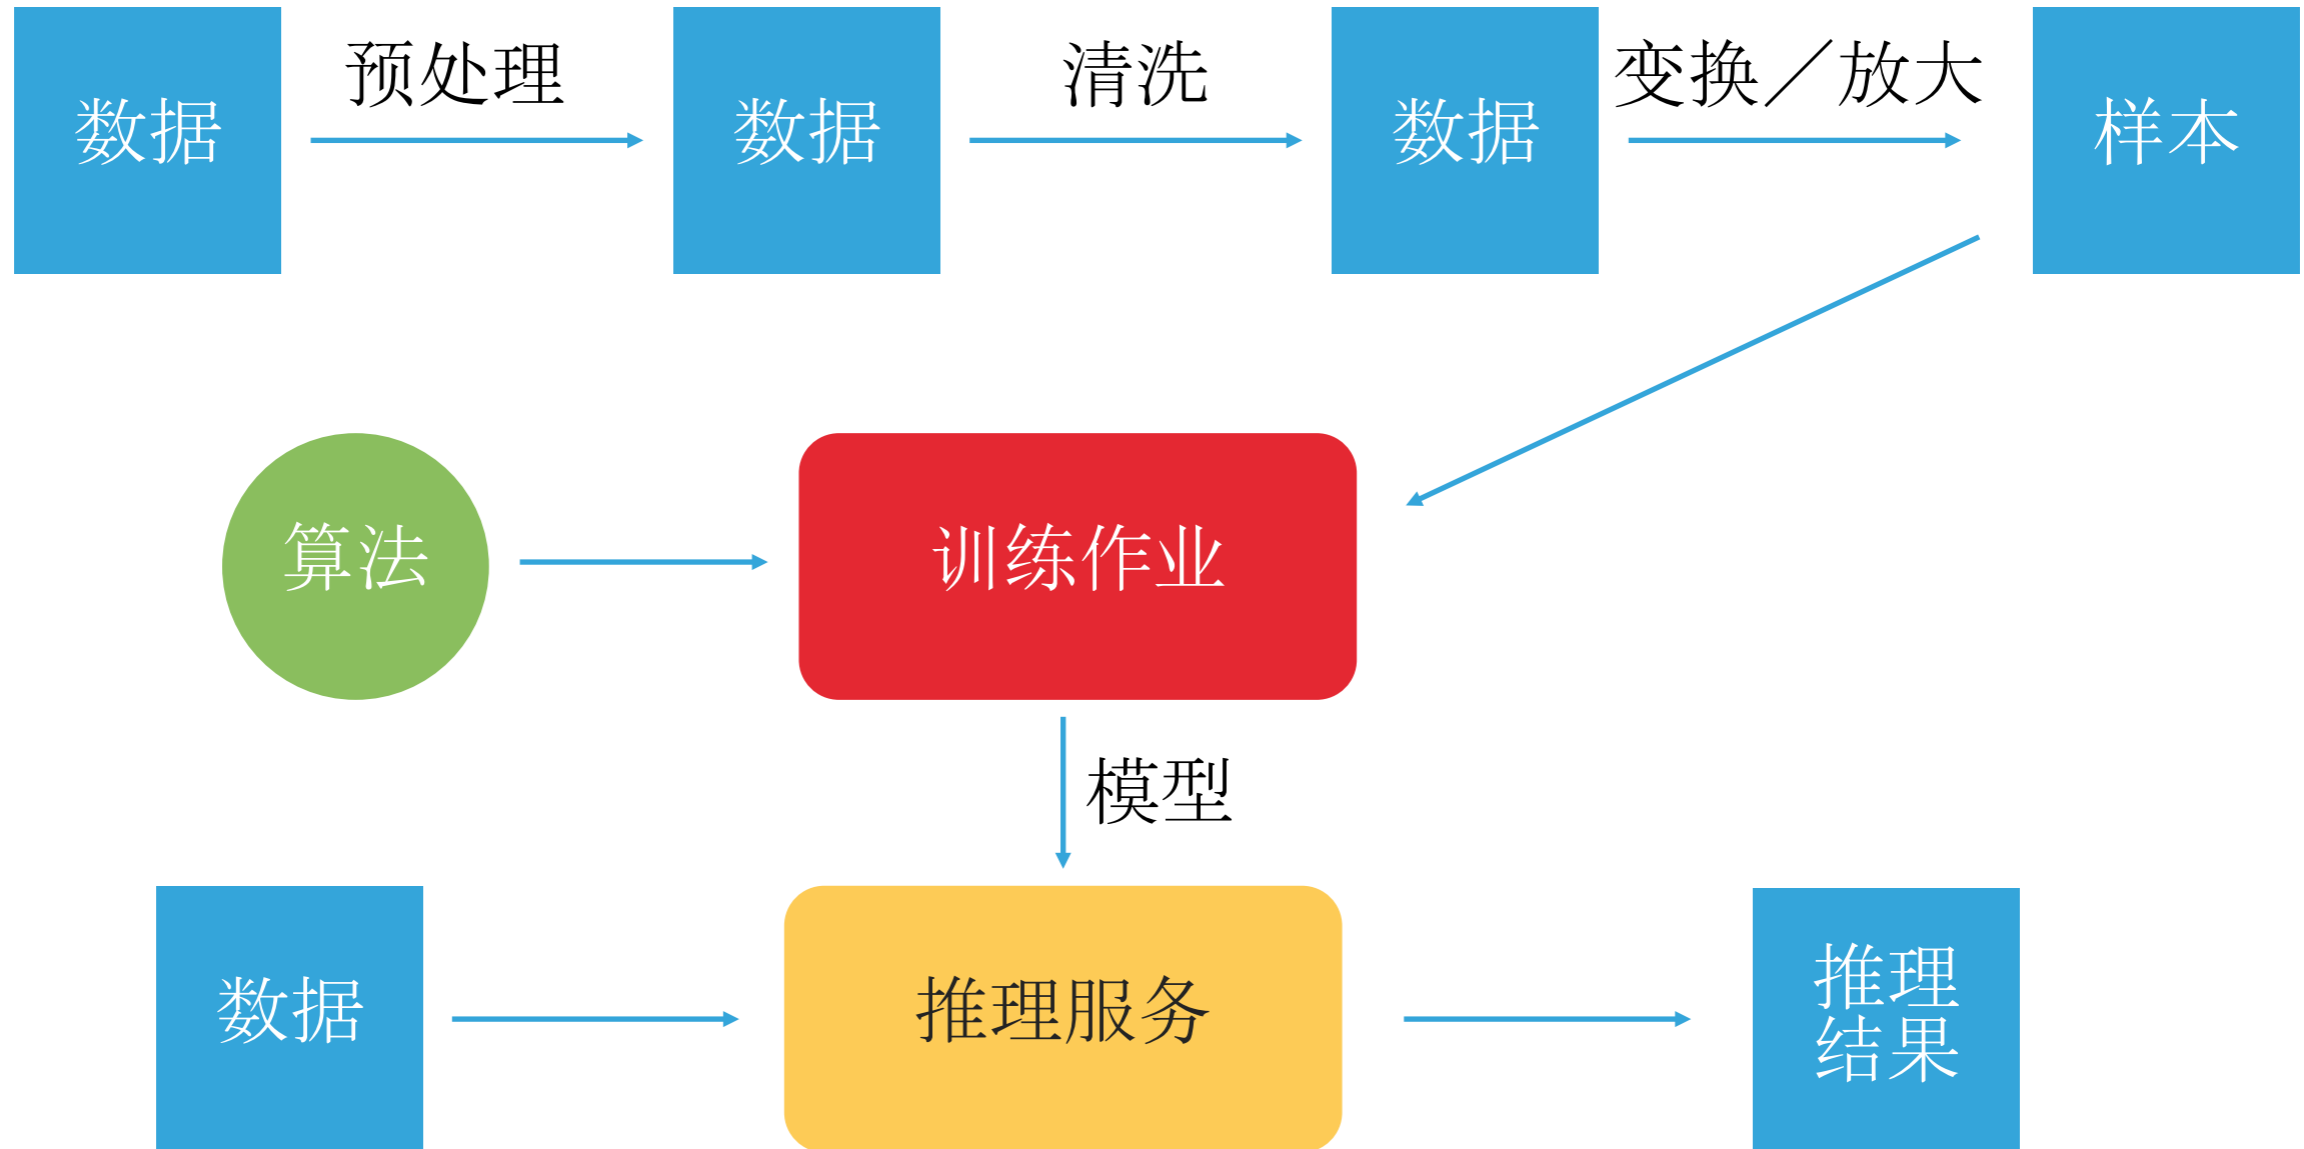 数据
预处理
数据
清洗
数据
变换／放大
样本
算法
训练作业
模型
数据
推理服务
推理
结果